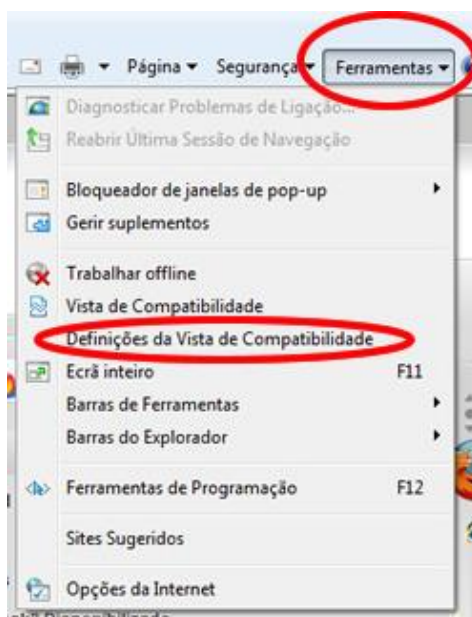 Página Segurança Ferramentas
Diagnosticar Problemas de Ligação...
Reabrir Última Sessão de Navegação
Bloqueador de janelas de pop-up
Gerir suplementos
Trabalhar offline
Vista de Compatibilidade
Definições da Vista de Compatibilidade
Ecrã inteiro F11
Barras de Ferramentas
Barras do Explorador
Ferramentas de Programação F12
Sites Sugeridos
Opções da Internet